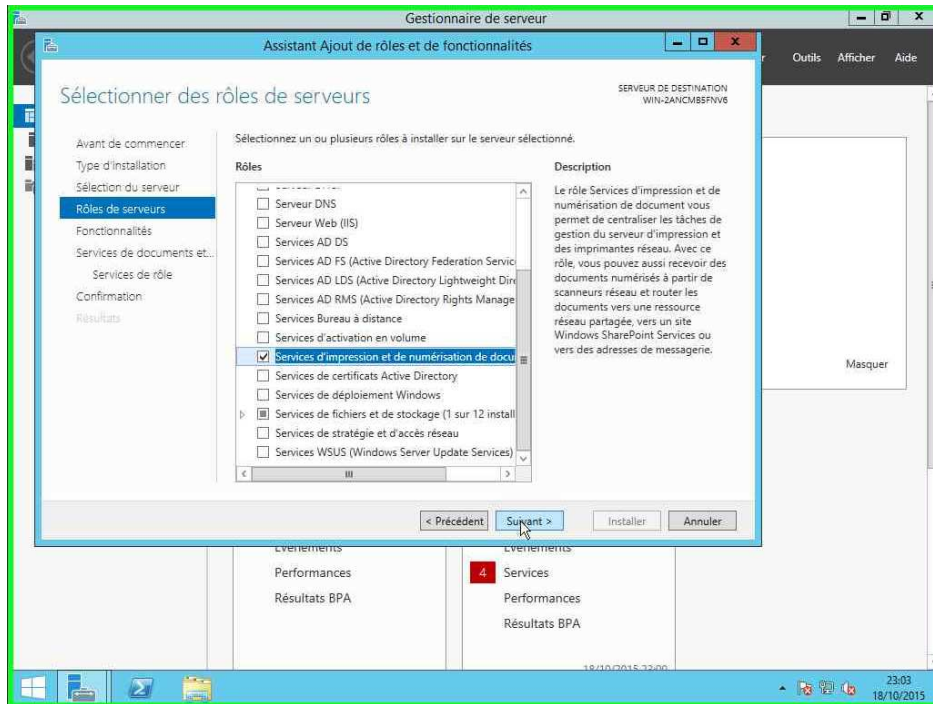 Gestionnaire de serveur
Assistant Ajout de rôles et de fonctionnalités
Outils Afficher Aide
Sélectionner des rôles de serveurs
SERVEUR DE DESTINATION
WIN-2ANCMB5FNV6
Avant de commencer
Type d'installation
Sélection du serveur
Rôles de serveurs
Fonctionnalités
Services de documents et...
Services de rôle
Confirmation
Résultats
Sélectionnez un ou plusieurs rôles à installer sur le serveur sélectionné.
Rôles
Serveur DNS
Serveur Web (IIS)
Services AD DS
Services AD FS (Active Directory Federation Servic
Services AD LDS (Active Directory Lightweight Dire
Services AD RMS (Active Directory Rights Manage
Services Bureau à distance
Services d'activation en volume
Services d'impression et de numérisation de docu
Services de certificats Active Directory
Services de déploiement Windows
Services de fichiers et de stockage (1 sur 12 install
Services de stratégie et d'accès réseau
Services WSUS (Windows Server Update Services)
Description
Le rôle Services d'impression et de
numérisation de document vous
permet de centraliser les tâches de
gestion du serveur d'impression et
des imprimantes réseau. Avec ce
rôle, vous pouvez aussi recevoir des
documents numérisés à partir de
scanneurs réseau et router les
documents vers une ressource
réseau partagée, vers un site
Windows SharePoint Services ou
vers des adresses de messagerie.
Masquer
< Précédent
Suivant >
Installer
Annuler
Événements
Performances
Résultats BPA
Événements
4 Services
Performances
Résultats BPA
18/10/2015 23:00
23:03
18/10/2015